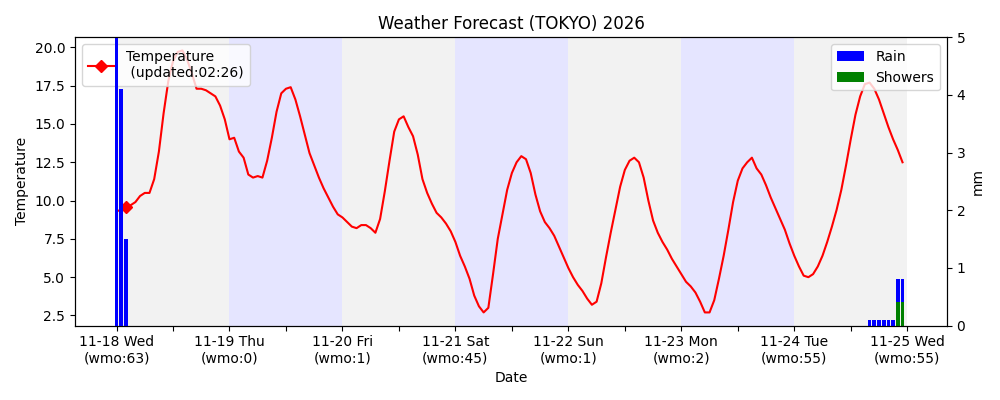 Weather Forecast (TOKYO) 2026
Temperature
(updated:02:26)
Rain
Showers
20.0
17.5
15.0
12.5
10.0
7.5
5.0
2.5
Temperature
5
4
3
2
1
0
mm
11-18 Wed
(wmo:63)
11-19 Thu
(wmo:0)
11-20 Fri
(wmo:1)
11-21 Sat
(wmo:45)
11-22 Sun
(wmo:1)
11-23 Mon
(wmo:2)
11-24 Tue
(wmo:55)
11-25 Wed
(wmo:55)
Date